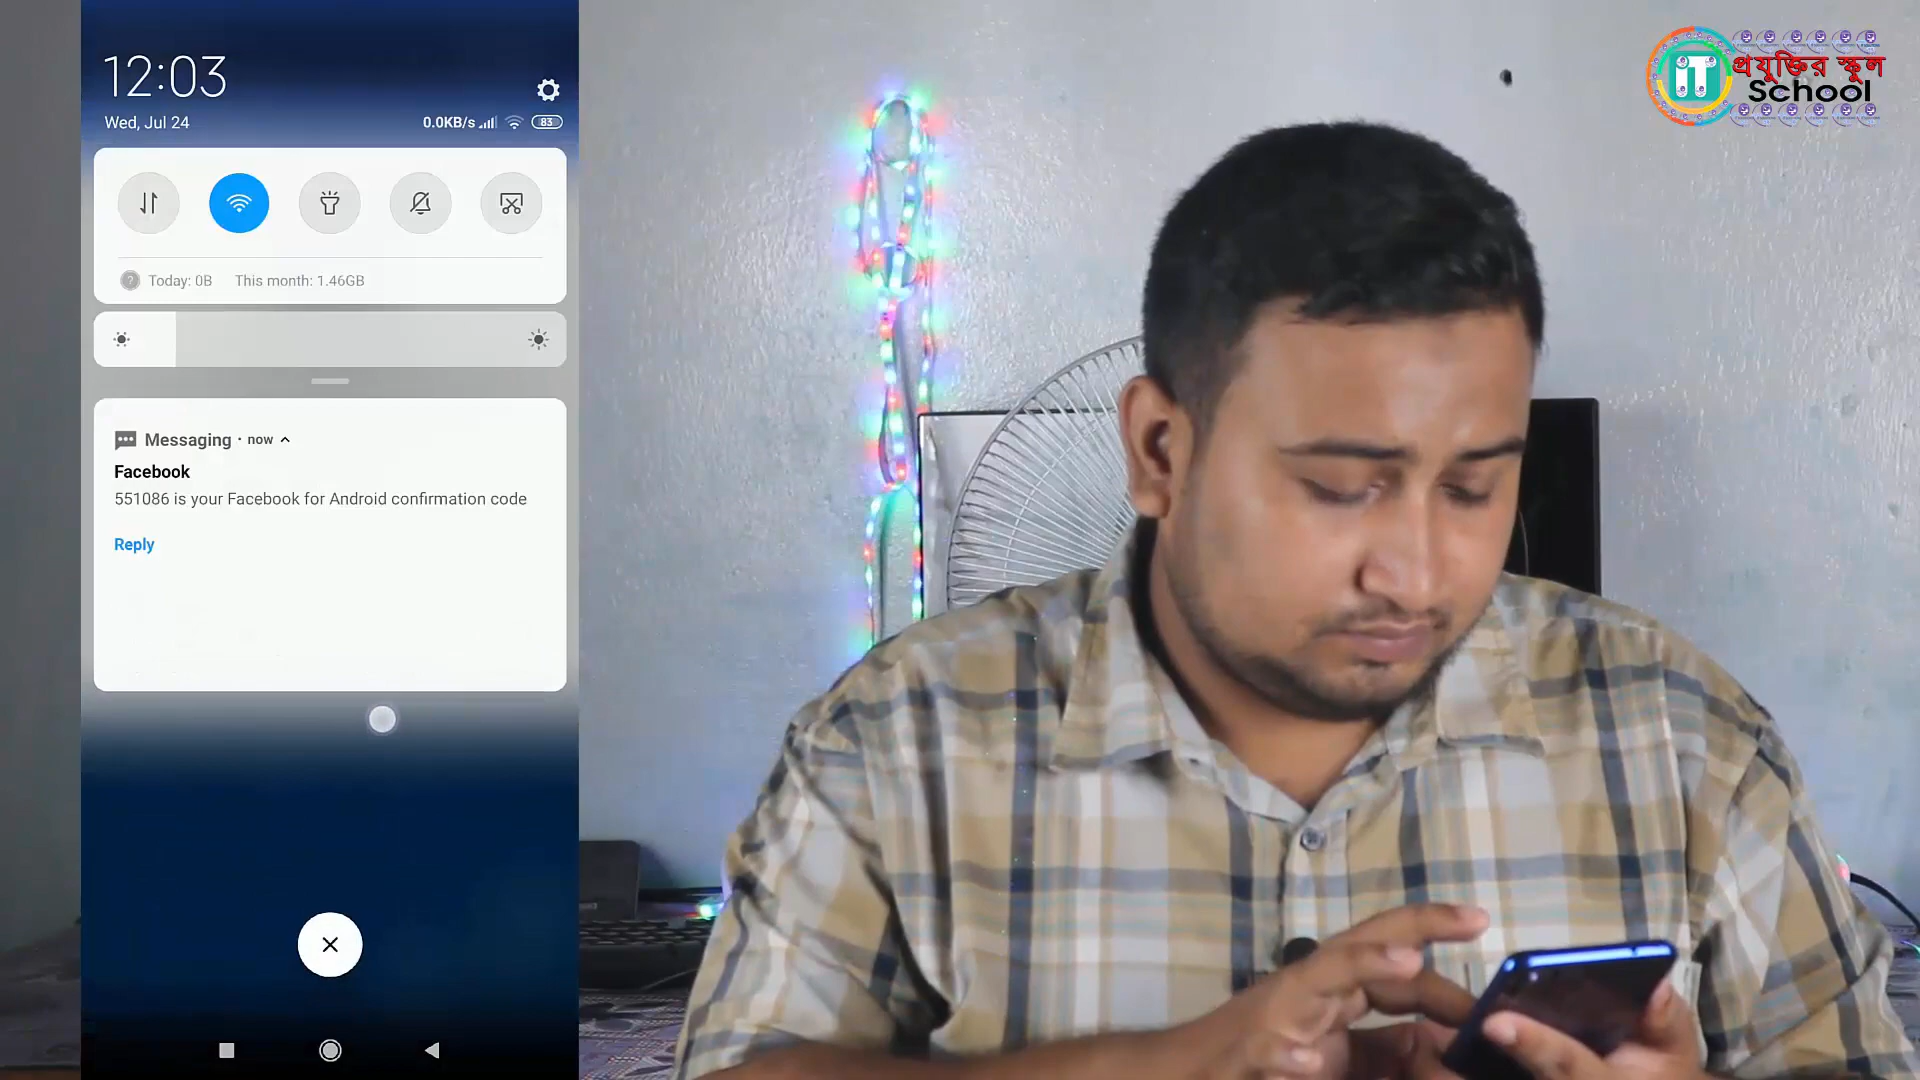 12:03
Wed, Jul 24
0.0KB/s
83
Today: 0B This month: 1.46GB
Messaging · now
Facebook
551086 is your Facebook for Android confirmation code
Reply
iT
প্রযুক্তির স্কুল
School